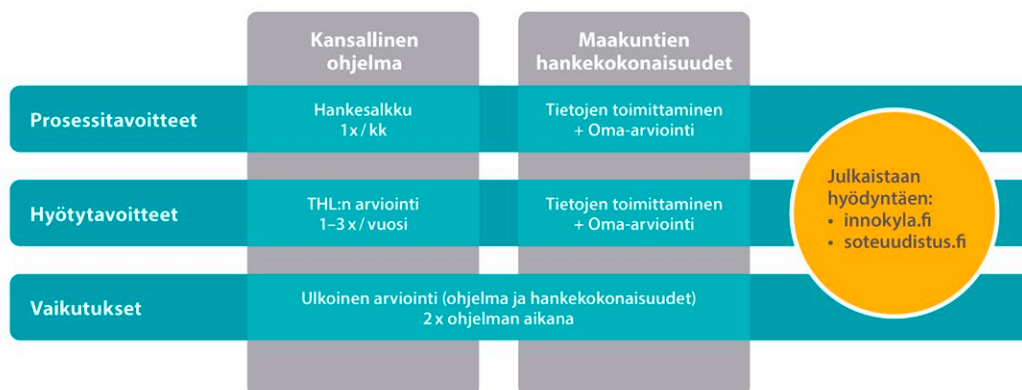 Kansallinen
ohjelma
Maakuntien
hankekokonaisuudet
Prosessitavoitteet
Hankesalkku
1x / kk
Tietojen toimittaminen
+ Oma-arviointi
Hyötytavoitteet
THL:n arviointi
1–3 x / vuosi
Tietojen toimittaminen
+ Oma-arviointi
Vaikutukset
Ulkoinen arviointi (ohjelma ja hankekokonaisuudet)
2 x ohjelman aikana
Julkaistaan
hyödyntäen:
• innokyla.fi
• soteuudistus.fi